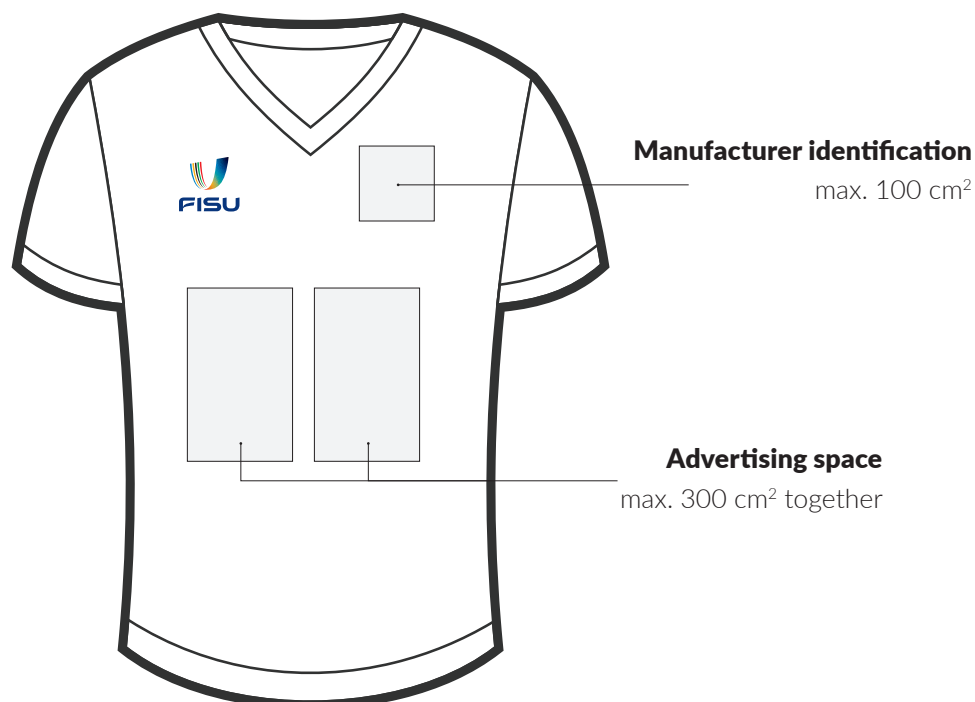 Manufacturer identification
max. 100 cm²
FISU
Advertising space
max. 300 cm² together